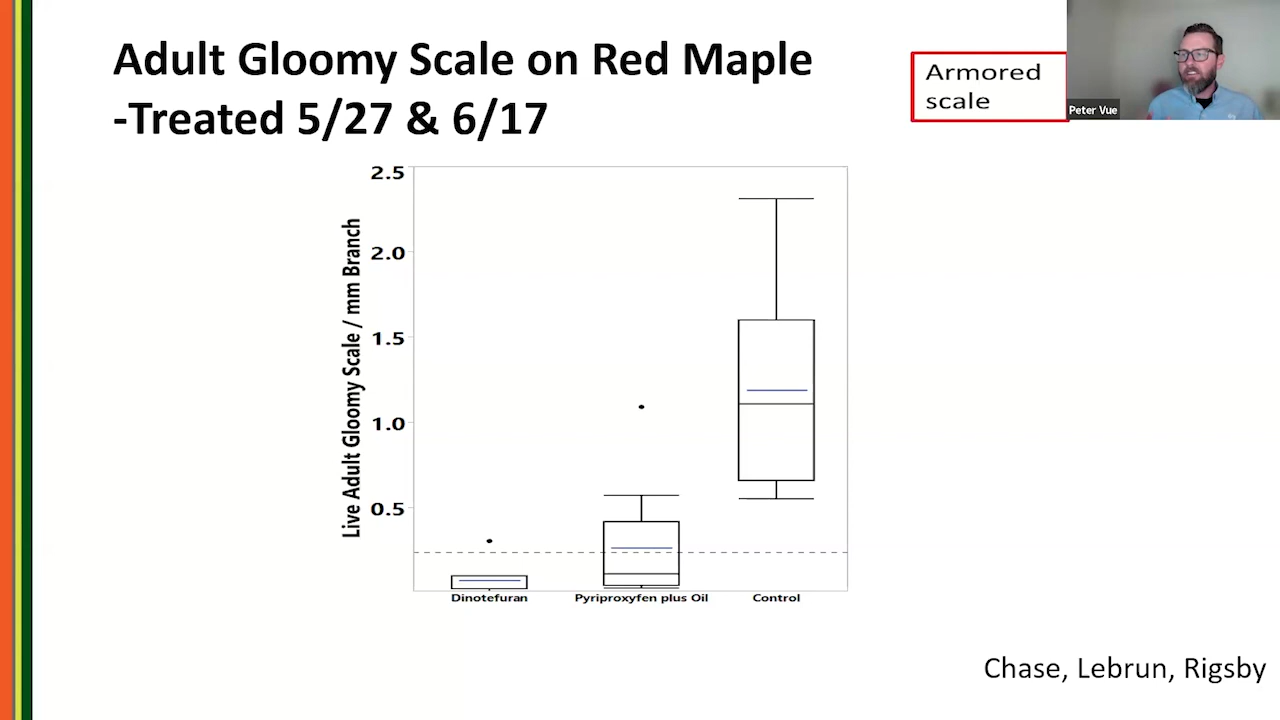 Adult Gloomy Scale on Red Maple
-Treated 5/27 & 6/17
Armored
scale
Peter Vue
Live Adult Gloomy Scale / mm Branch
2.5
2.0
1.5
1.0
0.5
Dinotefuran
Pyriproxyfen plus Oil
Control
Chase, Lebrun, Rigsby